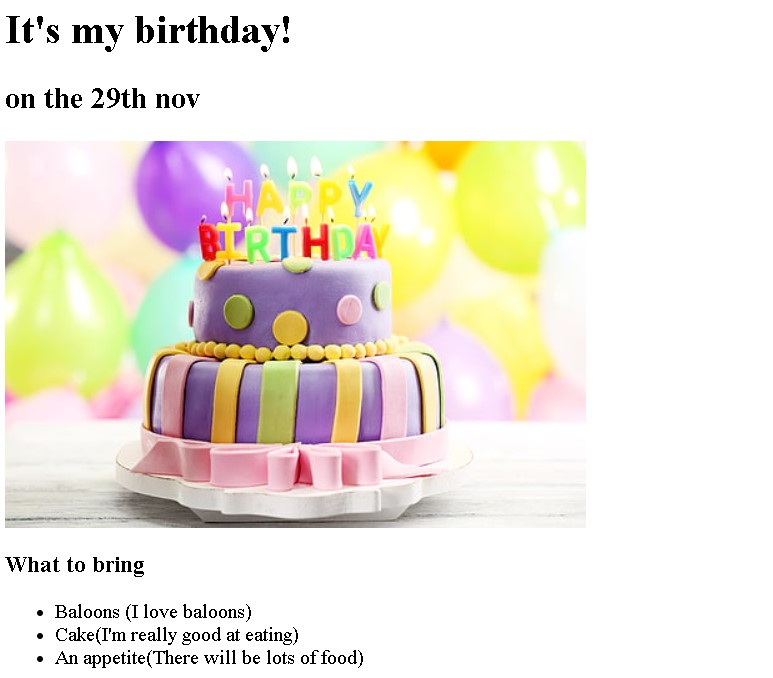 It's my birthday!
on the 29th nov
HAPPY
BIRTHDAY
What to bring
Baloons (I love baloons)
Cake(I'm really good at eating)
An appetite(There will be lots of food)